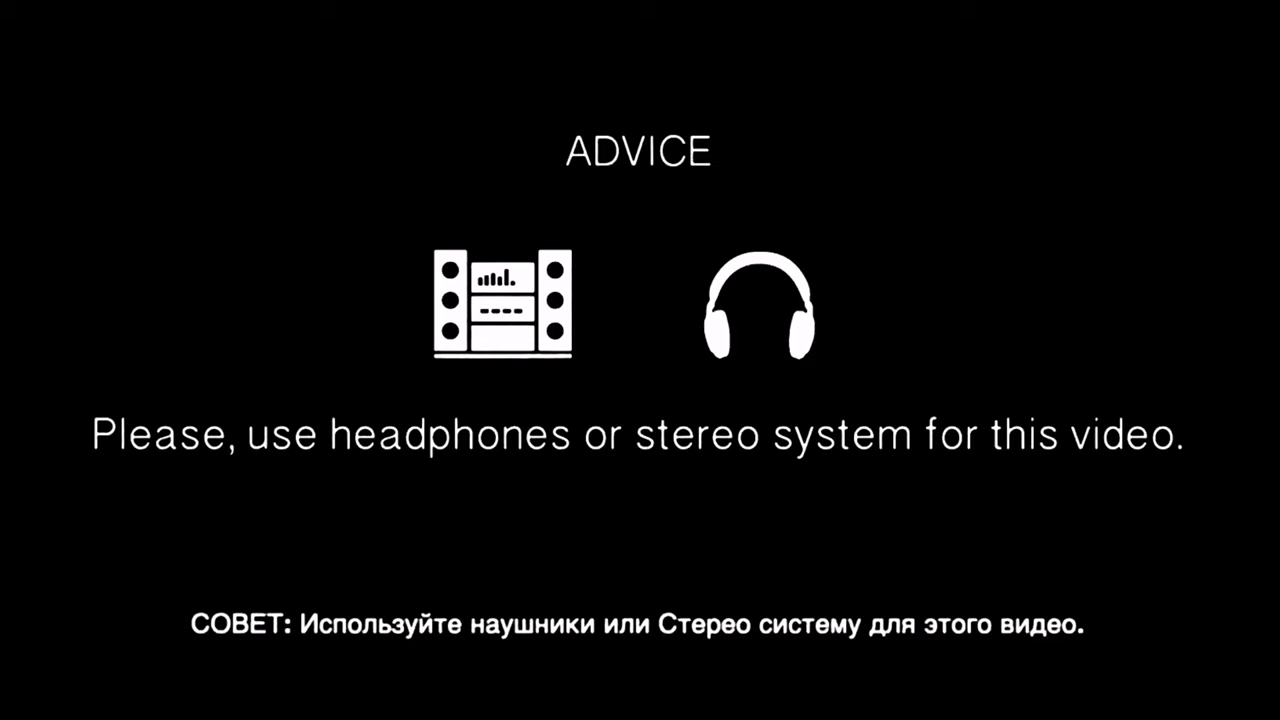 ADVICE
Please, use headphones or stereo system for this video.
СОВЕТ: Используйте наушники или Стерео систему для этого видео.